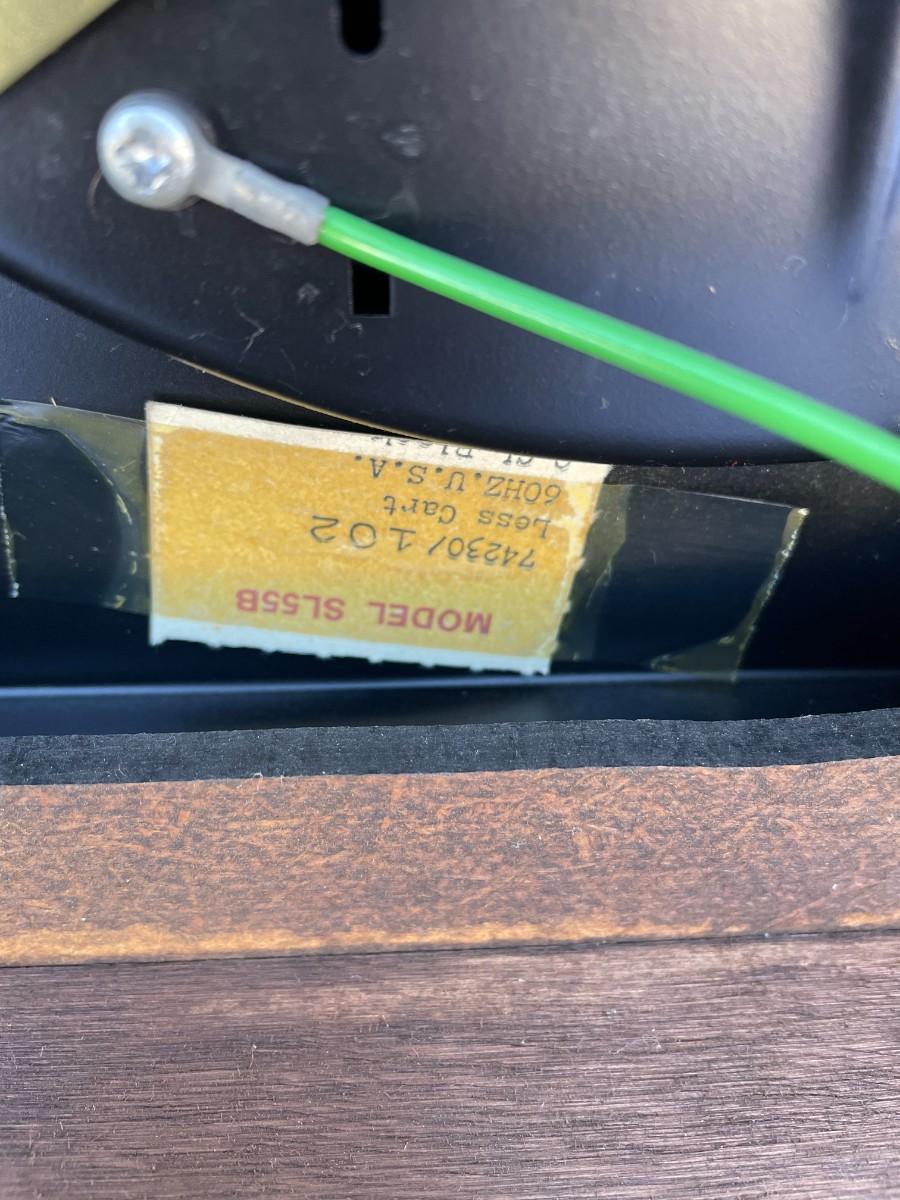 MODEL SL55B
74230/102
Less Cart
60HZ.U.S.A.